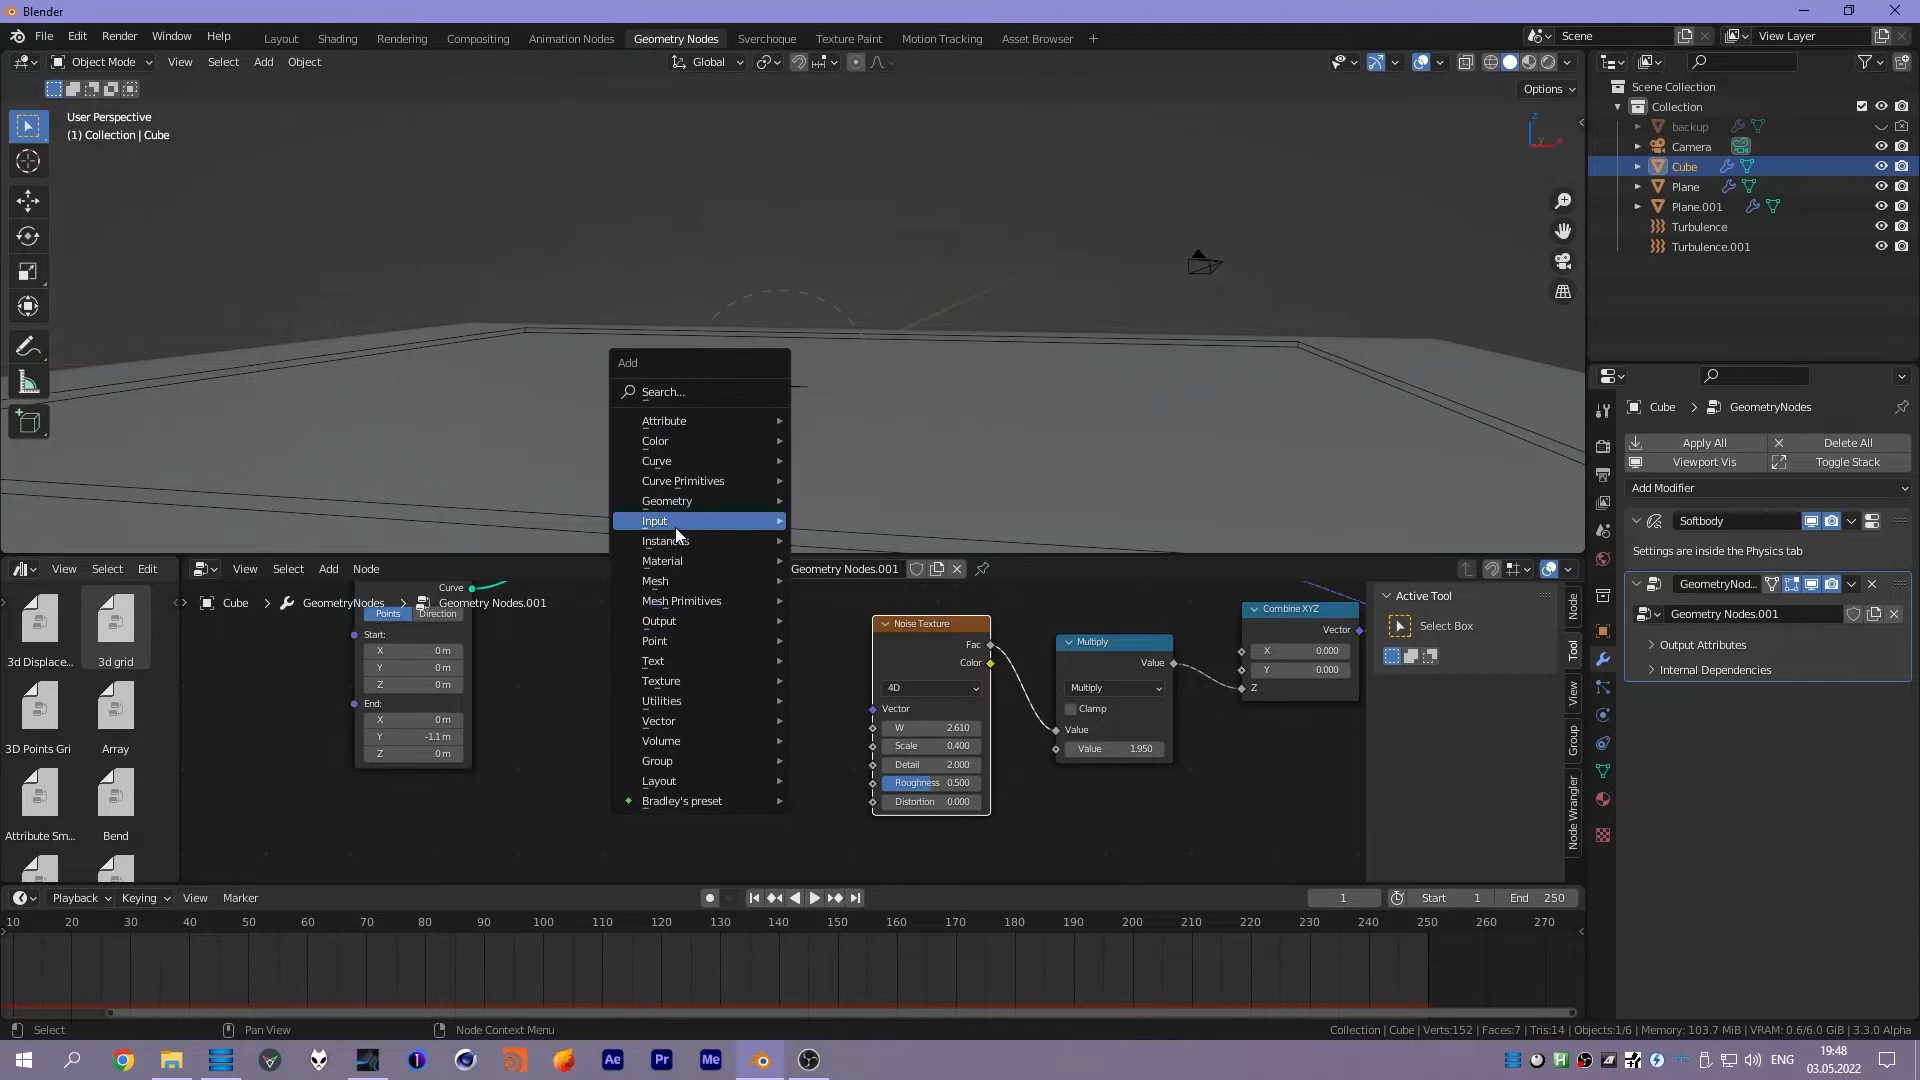 Blender
File Edit Render Window Help Layout Shading Rendering Compositing Animation Nodes Geometry Nodes Sverchoque Texture Paint Motion Tracking Asset Browser + Scene View Layer
Object Mode View Select Add Object Global
Options
User Perspective
(1) Collection | Cube
Z
Y
Scene Collection
Collection
backup
Camera
Cube
Plane
Plane.001
Turbulence
Turbulence.001
Add
Search...
Attribute
Color
Curve
Curve Primitives
Geometry
Input
Instances
Material
Mesh
Mesh Primitives
Output
Point
Text
Texture
Utilities
Vector
Volume
Group
Layout
Bradley's preset
Cube > GeometryNodes
Apply All Delete All
Viewport Vis Toggle Stack
Add Modifier
Softbody
Settings are inside the Physics tab
GeometryNod...
Geometry Nodes.001
Output Attributes
Internal Dependencies
View Select Edit
View Select Add Node Geometry Nodes.001
Cube > GeometryNodes > Geometry Nodes.001
3d Displace... 3d grid
3D Points Gri Array
Attribute Sm... Bend
Curve
Points Direction
Start:
X 0 m
Y 0 m
Z 0 m
End:
X 0 m
Y -1.1 m
Z 0 m
Noise Texture
Fac
Color
4D
Vector
W 2.610
Scale 0.400
Detail 2.000
Roughness 0.500
Distortion 0.000
Multiply
Value
Multiply
Clamp
Value
Value 1.950
Combine XYZ
Vector
X 0.000
Y 0.000
Z
Active Tool
Select Box
Node
Tool
View
Group
Node Wrangler
Playback Keying View Marker 1 Start 1 End 250
10 20 30 40 50 60 70 80 90 100 110 120 130 140 150 160 170 180 190 200 210 220 230 240 250 260 270
Select Pan View Node Context Menu Collection | Cube | Verts:152 | Faces:7 | Tris:14 | Objects:1/6 | Memory: 103.7 MiB | VRAM: 0.6/6.0 GiB | 3.3.0 Alpha
Ae Pr Me ENG 19:48
03.05.2022